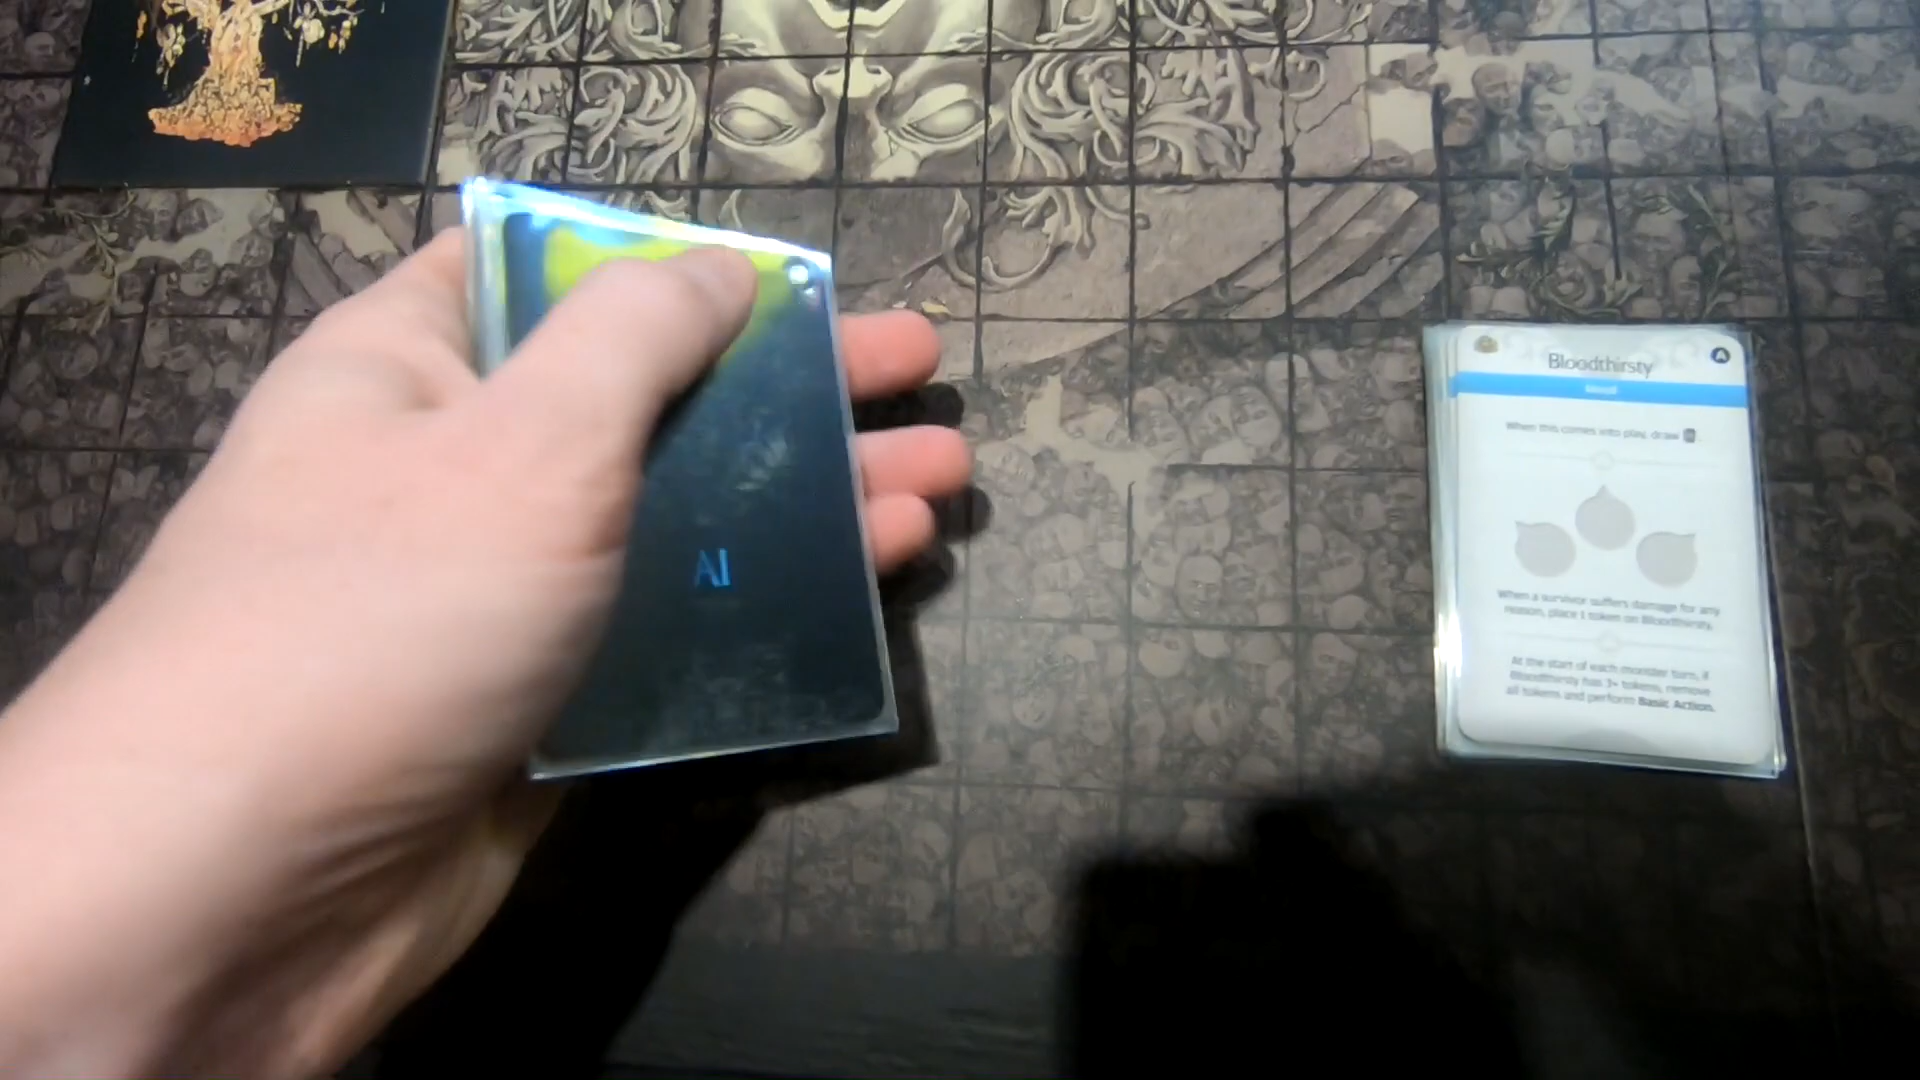 AI
Bloodthirsty
A
Mood
When this comes into play, draw
When a survivor suffers damage for any
reason, place 1 token on Bloodthirsty.
At the start of each monster turn, if
Bloodthirsty has 3+ tokens, remove
all tokens and perform Basic Action.